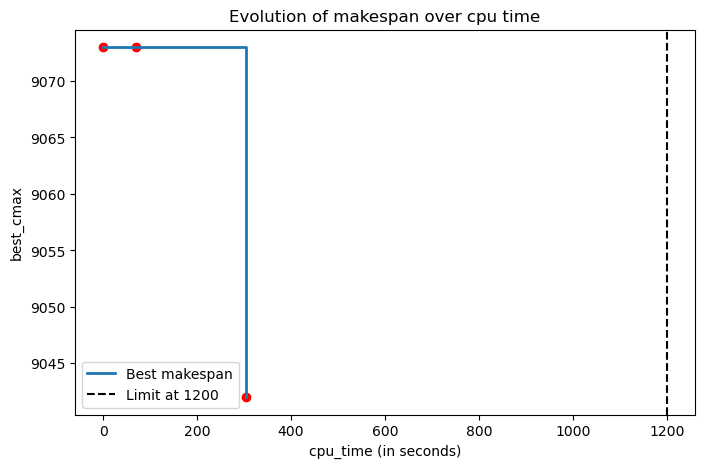 Evolution of makespan over cpu time
best_cmax
9070
9065
9060
9055
9050
9045
Best makespan
Limit at 1200
0 200 400 600 800 1000 1200
cpu_time (in seconds)